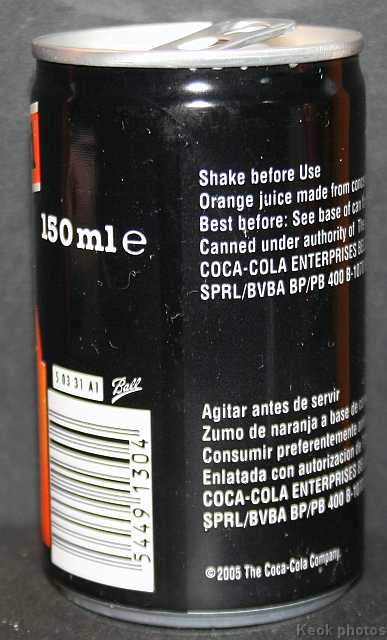 150 ml e
Shake before Use
Orange juice made from
Best before: See base of can
Canned under authority of
COCA-COLA ENTERPRISES
SPRL/BVBA BP/PB 400
5 03 31 A1
Ball
54491304
Agitar antes de servir
Zumo de naranja a base de
Consumir preferentemente
Enlatada con autorizacion
COCA-COLA ENTERPRISES
SPRL/BVBA BP/PB 400
© 2005 The Coca-Cola Company.
Keok photos